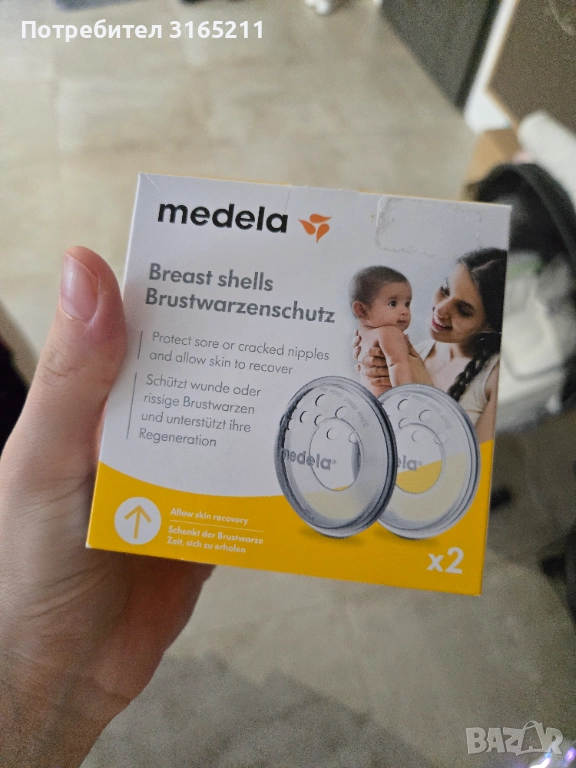 Потребител 3165211
medela
Breast shells
Brustwarzenschutz
Protect sore or cracked nipples
and allow skin to recover
Schützt wunde oder
rissige Brustwarzen
und unterstützt ihre
Regeneration
medela
dela
Allow skin recovery
Schenkt der Brustwarze
Zeit, sich zu erholen
x2
BAZAR